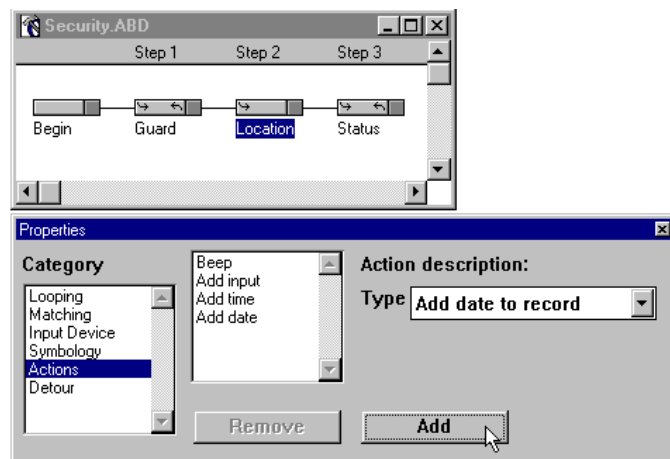 Security.ABD
Step 1 Step 2 Step 3
Begin Guard Location Status
Properties
Category
Looping
Matching
Input Device
Symbology
Actions
Detour
Beep
Add input
Add time
Add date
Remove
Action description:
Type Add date to record
Add